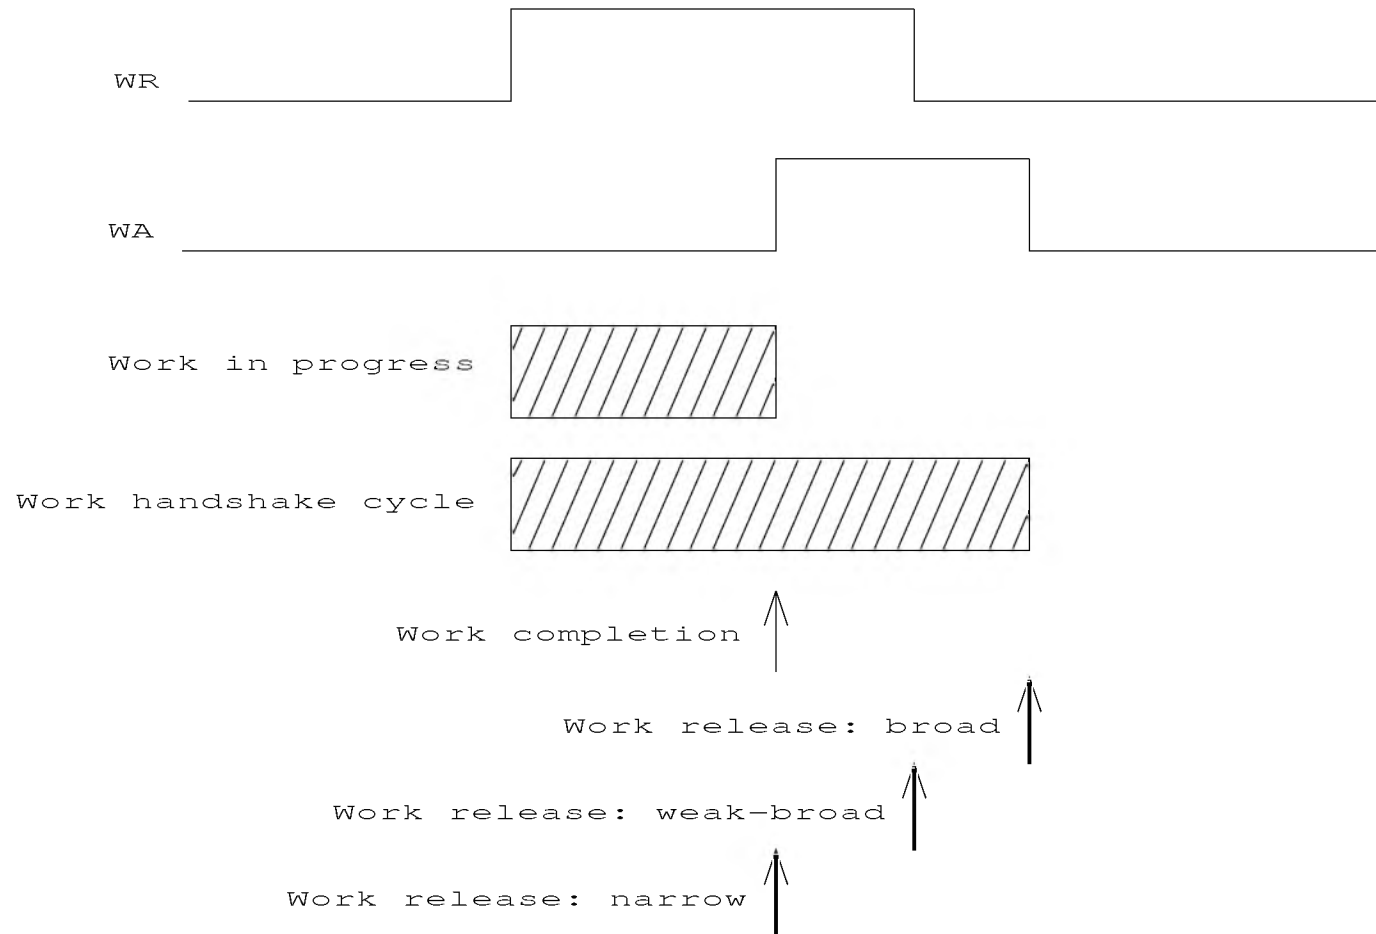 WR
WA
Work in progress
Work handshake cycle
Work completion
Work release: broad
Work release: weak-broad
Work release: narrow